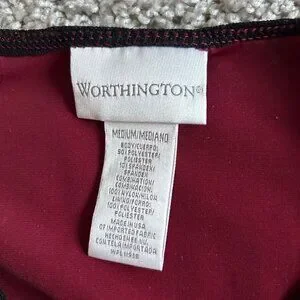 WORTHINGTON®
MEDIUM/MEDIANO
BODY/CUERPO:
90% POLYESTER/
POLIESTER
10% SPANDEX/
SPANDEX
COMBINATION/
COMBINACION:
100% NYLON/NILON
LINING/FORRO:
100% POLYESTER/
POLIESTER
MADE IN USA
OF IMPORTED FABRIC
HECHO EN EE.UU.
CON TELA IMPORTADA